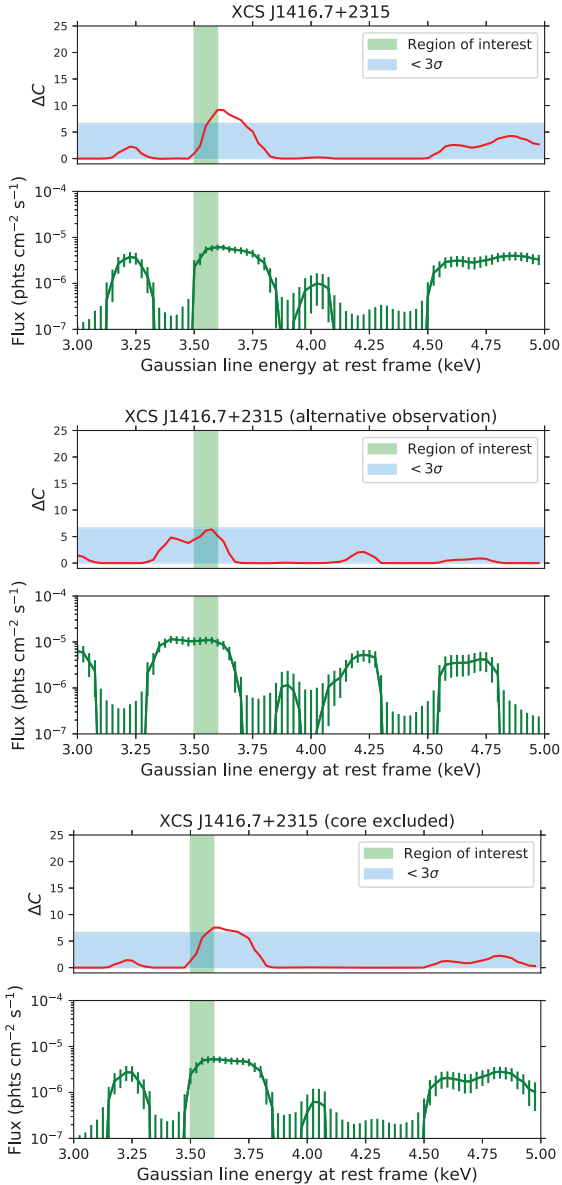 XCS J1416.7+2315
25
20
15
10
5
0
ΔC
Region of interest
< 3σ
10⁻⁴
10⁻⁵
10⁻⁶
10⁻⁷
Flux (phts cm⁻² s⁻¹)
3.00 3.25 3.50 3.75 4.00 4.25 4.50 4.75 5.00
Gaussian line energy at rest frame (keV)
XCS J1416.7+2315 (alternative observation)
25
20
15
10
5
0
ΔC
Region of interest
< 3σ
10⁻⁴
10⁻⁵
10⁻⁶
10⁻⁷
Flux (phts cm⁻² s⁻¹)
3.00 3.25 3.50 3.75 4.00 4.25 4.50 4.75 5.00
Gaussian line energy at rest frame (keV)
XCS J1416.7+2315 (core excluded)
25
20
15
10
5
0
ΔC
Region of interest
< 3σ
10⁻⁴
10⁻⁵
10⁻⁶
10⁻⁷
Flux (phts cm⁻² s⁻¹)
3.00 3.25 3.50 3.75 4.00 4.25 4.50 4.75 5.00
Gaussian line energy at rest frame (keV)